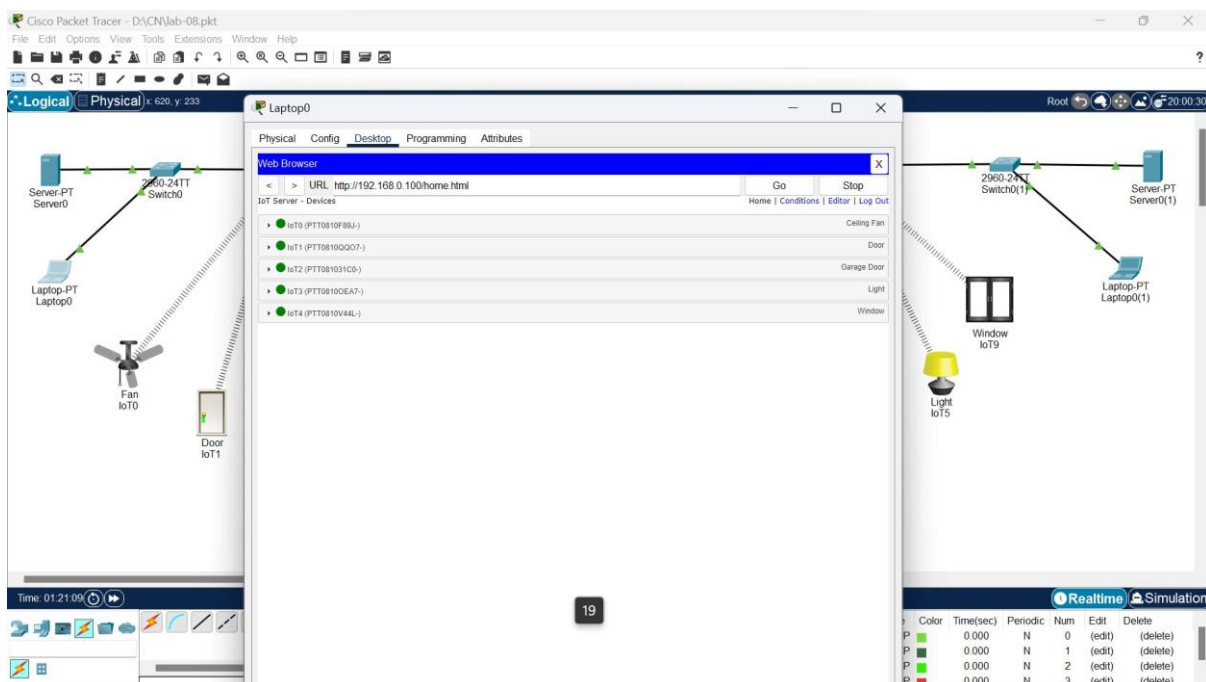 Cisco Packet Tracer - D:\CN\lab-08.pkt
File Edit Options View Tools Extensions Window Help
?
Logical Physical x: 620, y: 233
Root 20:00:30
Laptop0
Physical Config Desktop Programming Attributes
Web Browser X
< > URL http://192.168.0.100/home.html Go Stop
IoT Server - Devices Home | Conditions | Editor | Log Out
IoT0 (PTT0810F89J-) Ceiling Fan
IoT1 (PTT0810QQO7-) Door
IoT2 (PTT081031C0-) Garage Door
IoT3 (PTT0810OEA7-) Light
IoT4 (PTT0810V44L-) Window
Server-PT
Server0
2960-24TT
Switch0
Laptop-PT
Laptop0
Fan
IoT0
Door
IoT1
2960-24TT
Switch0(1)
Server-PT
Server0(1)
Laptop-PT
Laptop0(1)
Window
IoT9
Light
IoT5
Time: 01:21:09
19
Realtime Simulation
Color Time(sec) Periodic Num Edit Delete
P 0.000 N 0 (edit) (delete)
P 0.000 N 1 (edit) (delete)
P 0.000 N 2 (edit) (delete)
P 0.000 N 3 (edit) (delete)